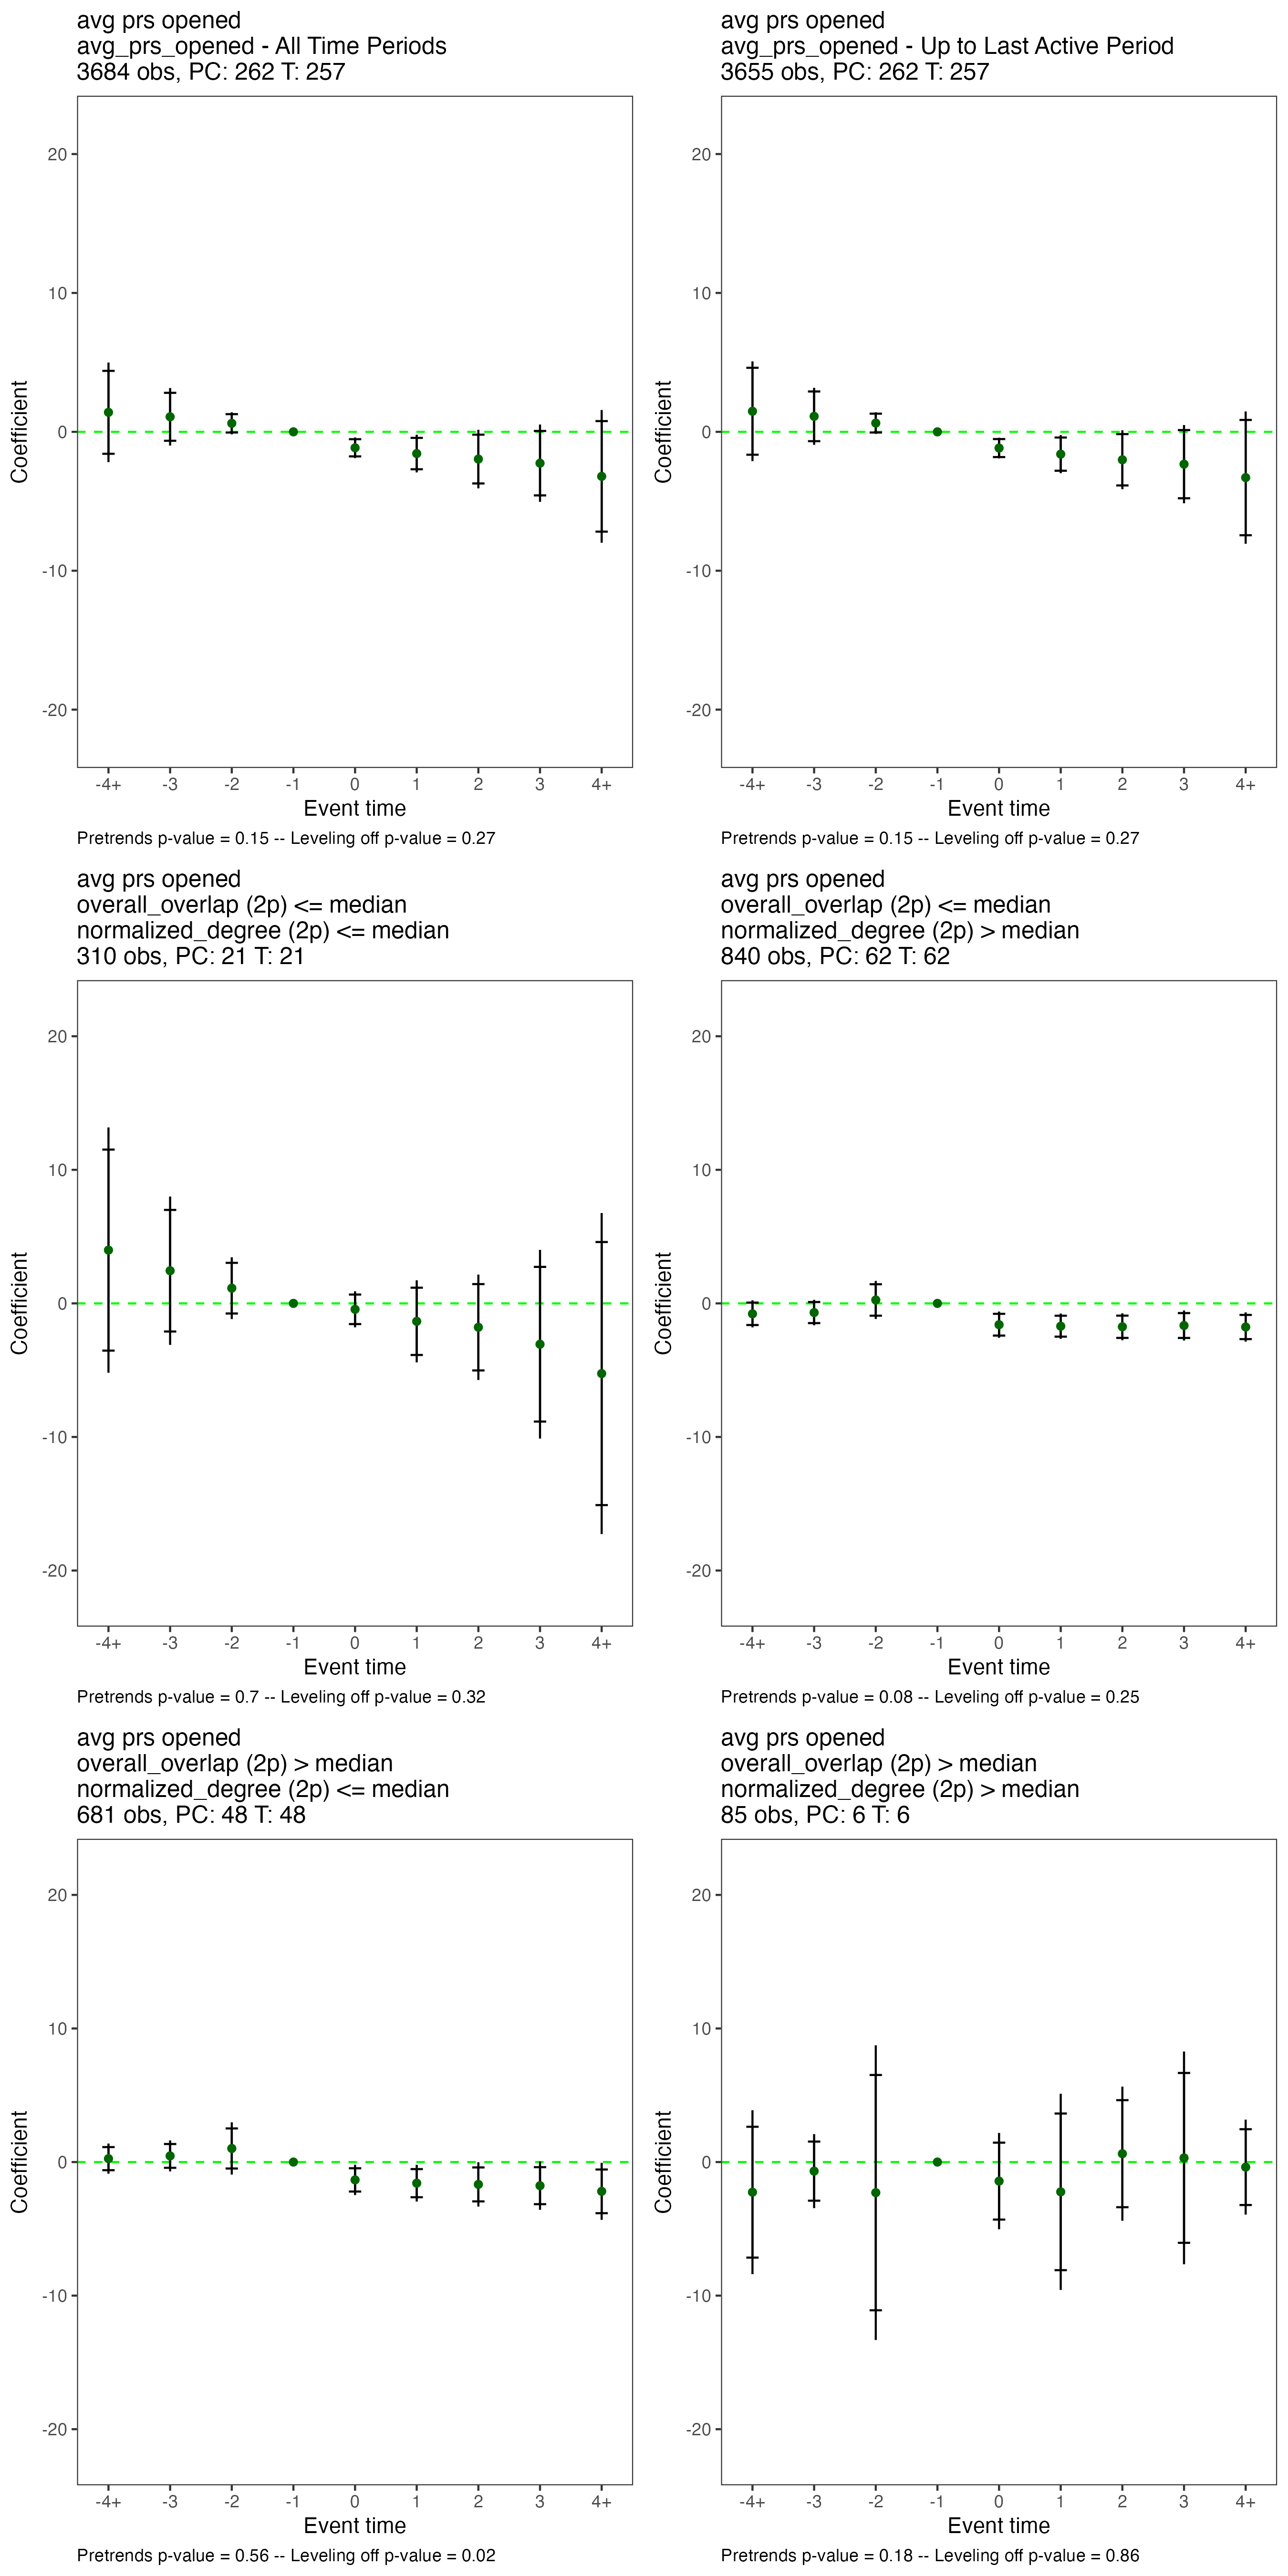 avg prs opened
avg_prs_opened - All Time Periods
3684 obs, PC: 262 T: 257
20
10
0
-10
-20
Coefficient
-4+ -3 -2 -1 0 1 2 3 4+
Event time
Pretrends p-value = 0.15 -- Leveling off p-value = 0.27
avg prs opened
avg_prs_opened - Up to Last Active Period
3655 obs, PC: 262 T: 257
20
10
0
-10
-20
Coefficient
-4+ -3 -2 -1 0 1 2 3 4+
Event time
Pretrends p-value = 0.15 -- Leveling off p-value = 0.27
avg prs opened
overall_overlap (2p) <= median
normalized_degree (2p) <= median
310 obs, PC: 21 T: 21
20
10
0
-10
-20
Coefficient
-4+ -3 -2 -1 0 1 2 3 4+
Event time
Pretrends p-value = 0.7 -- Leveling off p-value = 0.32
avg prs opened
overall_overlap (2p) <= median
normalized_degree (2p) > median
840 obs, PC: 62 T: 62
20
10
0
-10
-20
Coefficient
-4+ -3 -2 -1 0 1 2 3 4+
Event time
Pretrends p-value = 0.08 -- Leveling off p-value = 0.25
avg prs opened
overall_overlap (2p) > median
normalized_degree (2p) <= median
681 obs, PC: 48 T: 48
20
10
0
-10
-20
Coefficient
-4+ -3 -2 -1 0 1 2 3 4+
Event time
Pretrends p-value = 0.56 -- Leveling off p-value = 0.02
avg prs opened
overall_overlap (2p) > median
normalized_degree (2p) > median
85 obs, PC: 6 T: 6
20
10
0
-10
-20
Coefficient
-4+ -3 -2 -1 0 1 2 3 4+
Event time
Pretrends p-value = 0.18 -- Leveling off p-value = 0.86